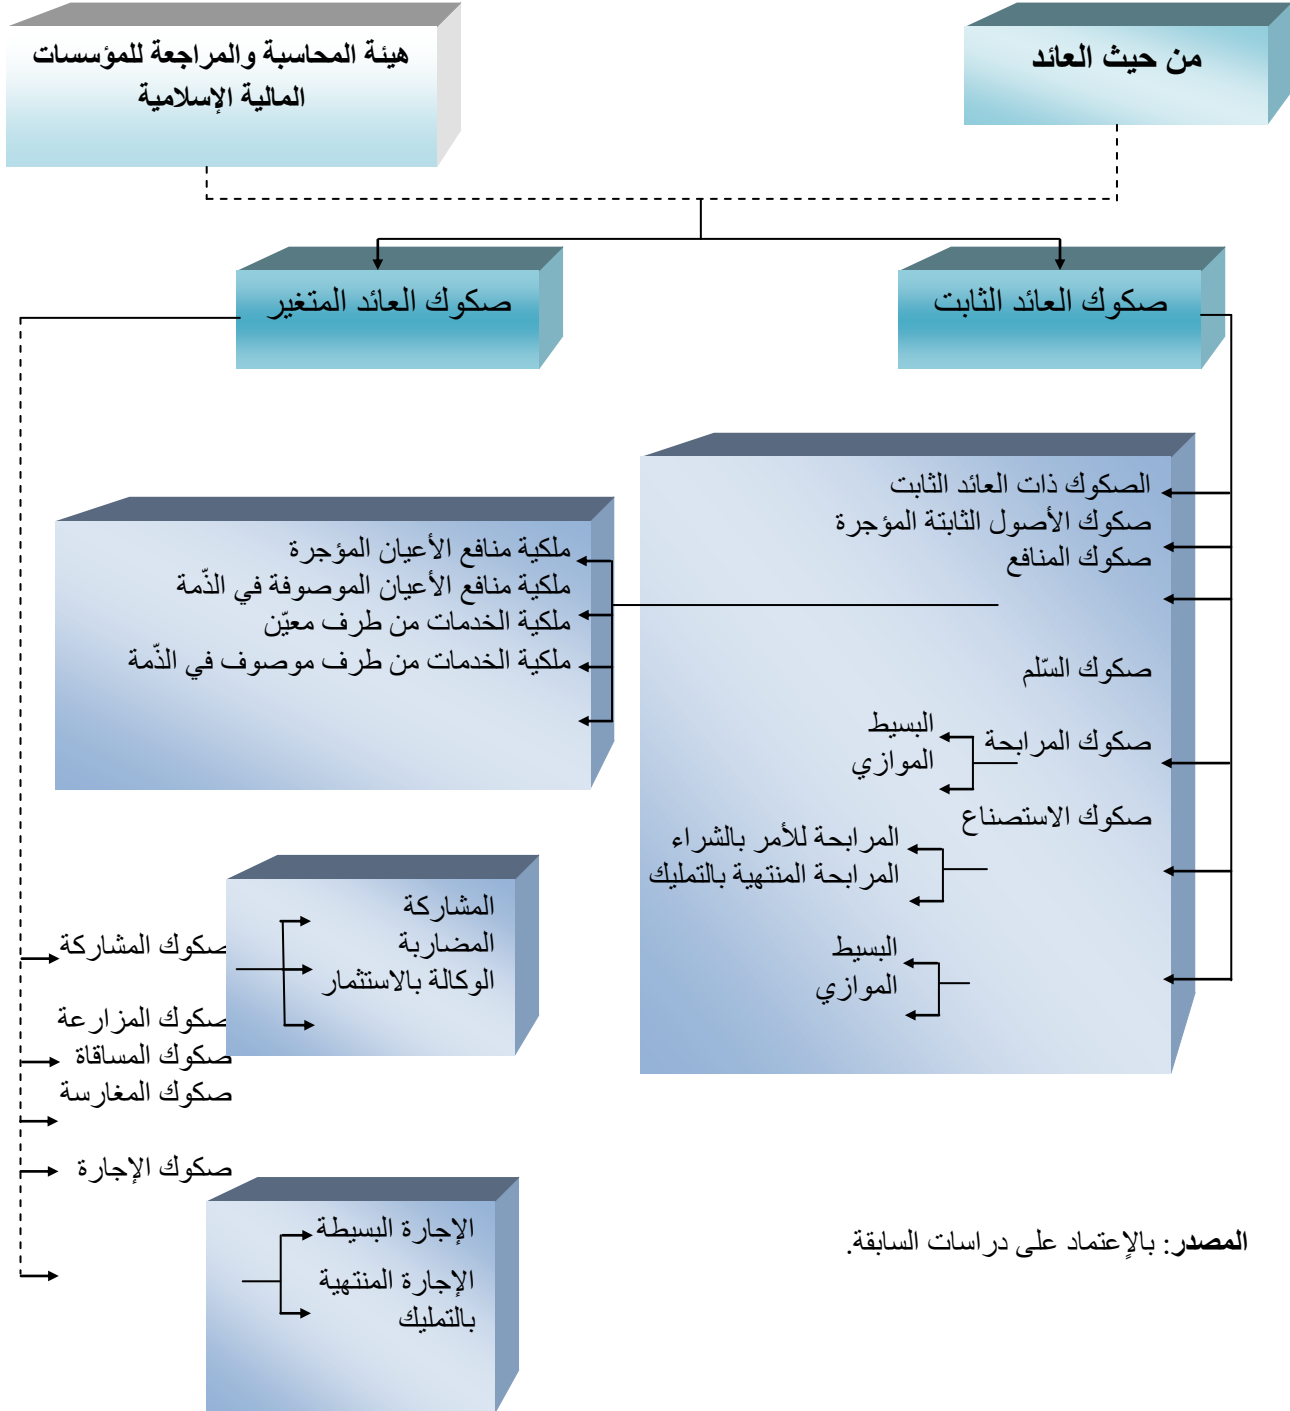 من حيث العائد
هيئة المحاسبة والمراجعة للمؤسسات
المالية الإسلامية
صكوك العائد الثابت
صكوك العائد المتغير
الصكوك ذات العائد الثابت
صكوك الأصول الثابتة المؤجرة
صكوك المنافع
صكوك السّلم
صكوك المرابحة
صكوك الاستصناع
البسيط
الموازي
المرابحة للأمر بالشراء
المرابحة المنتهية بالتمليك
البسيط
الموازي
ملكية منافع الأعيان المؤجرة
ملكية منافع الأعيان الموصوفة في الذّمة
ملكية الخدمات من طرف معيّن
ملكية الخدمات من طرف موصوف في الذّمة
المشاركة
المضاربة
الوكالة بالاستثمار
صكوك المشاركة
صكوك المزارعة
صكوك المساقاة
صكوك المغارسة
صكوك الإجارة
الإجارة البسيطة
الإجارة المنتهية
بالتمليك
المصدر: بالإعتماد على دراسات السابقة.